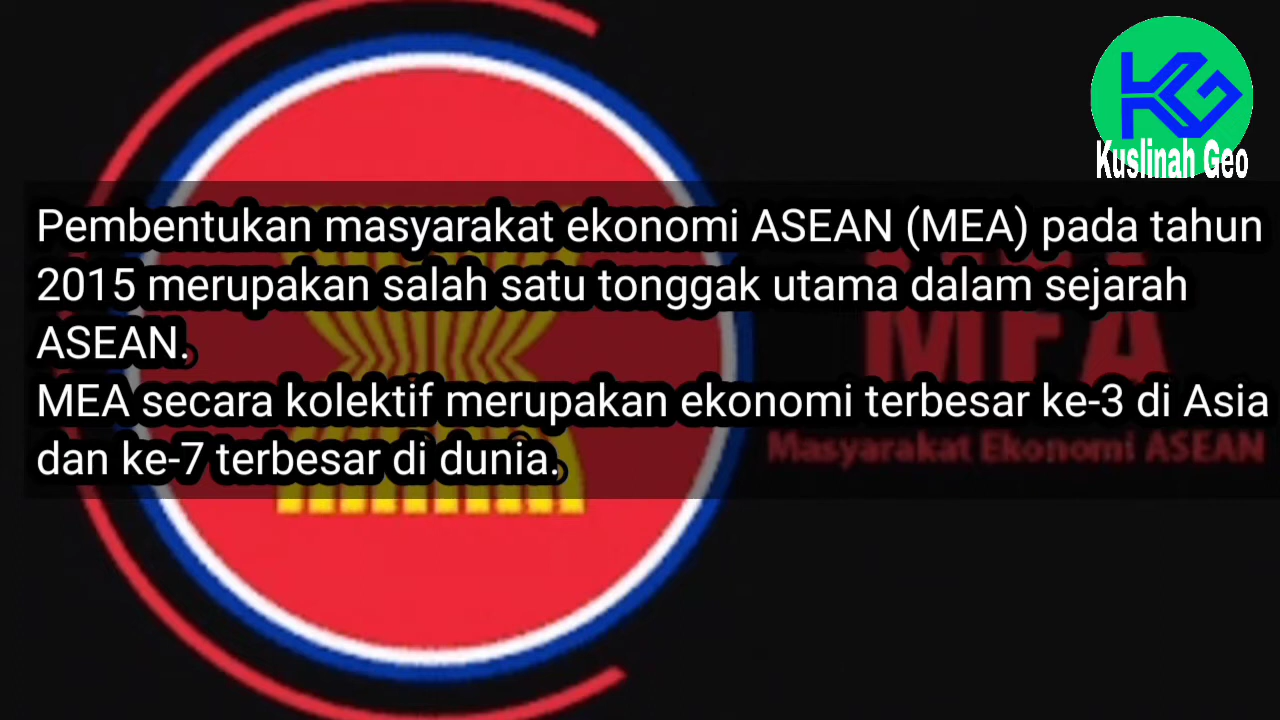 Kuslinah Geo
Pembentukan masyarakat ekonomi ASEAN (MEA) pada tahun
2015 merupakan salah satu tonggak utama dalam sejarah
ASEAN.
MEA secara kolektif merupakan ekonomi terbesar ke-3 di Asia
dan ke-7 terbesar di dunia.
MEA
Masyarakat Ekonomi ASEAN